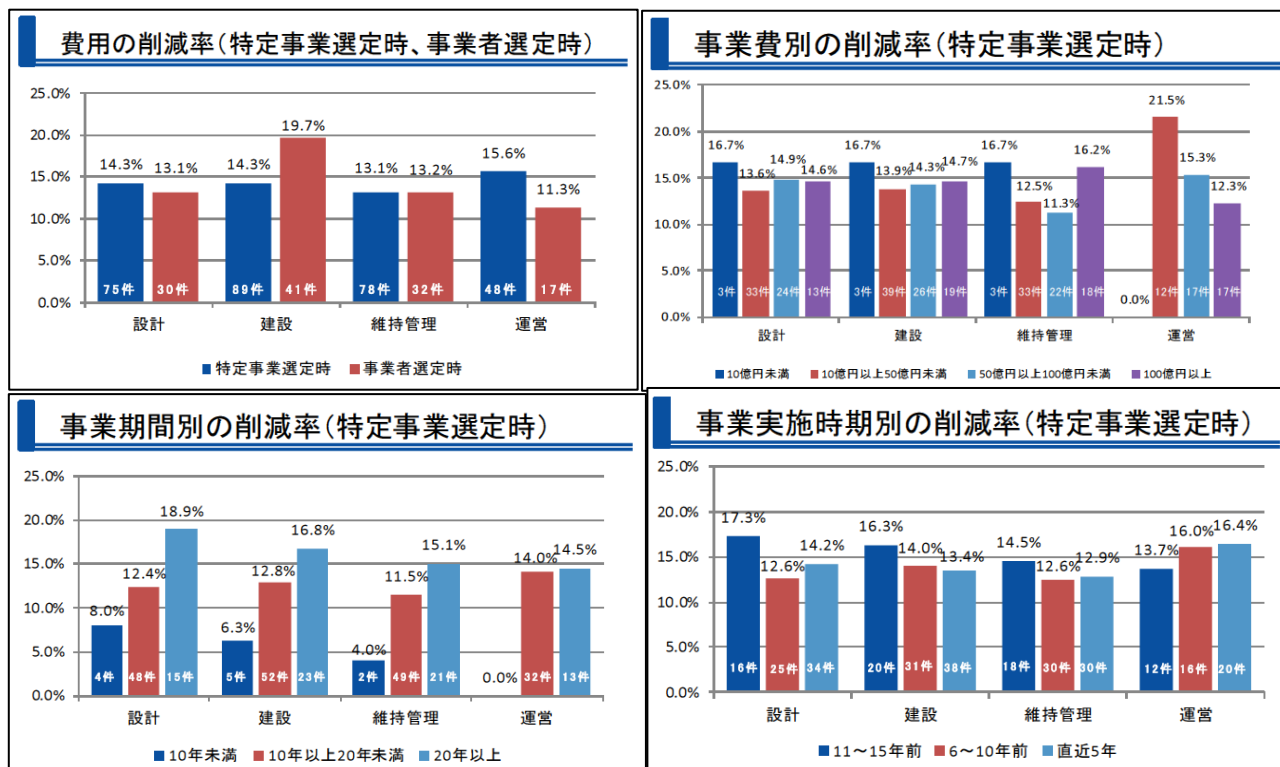 費用の削減率(特定事業選定時、事業者選定時)
25.0%
20.0%
15.0%
10.0%
5.0%
0.0%
14.3%
13.1%
14.3%
19.7%
13.1%
13.2%
15.6%
11.3%
75件
30件
89件
41件
78件
32件
48件
17件
設計
建設
維持管理
運営
特定事業選定時
事業者選定時
事業費別の削減率(特定事業選定時)
25.0%
20.0%
15.0%
10.0%
5.0%
0.0%
16.7%
13.6%
14.9%
14.6%
16.7%
13.9%
14.3%
14.7%
16.7%
12.5%
11.3%
16.2%
0.0%
21.5%
15.3%
12.3%
3件
33件
24件
13件
3件
39件
26件
19件
3件
33件
22件
18件
12件
17件
17件
設計
建設
維持管理
運営
10億円未満
10億円以上50億円未満
50億円以上100億円未満
100億円以上
事業期間別の削減率(特定事業選定時)
25.0%
20.0%
15.0%
10.0%
5.0%
0.0%
8.0%
12.4%
18.9%
6.3%
12.8%
16.8%
4.0%
11.5%
15.1%
0.0%
14.0%
14.5%
4件
48件
15件
5件
52件
23件
2件
49件
21件
32件
13件
設計
建設
維持管理
運営
10年未満
10年以上20年未満
20年以上
事業実施時期別の削減率(特定事業選定時)
25.0%
20.0%
15.0%
10.0%
5.0%
0.0%
17.3%
12.6%
14.2%
16.3%
14.0%
13.4%
14.5%
12.6%
12.9%
13.7%
16.0%
16.4%
16件
25件
34件
20件
31件
38件
18件
30件
30件
12件
16件
20件
設計
建設
維持管理
運営
11～15年前
6～10年前
直近5年